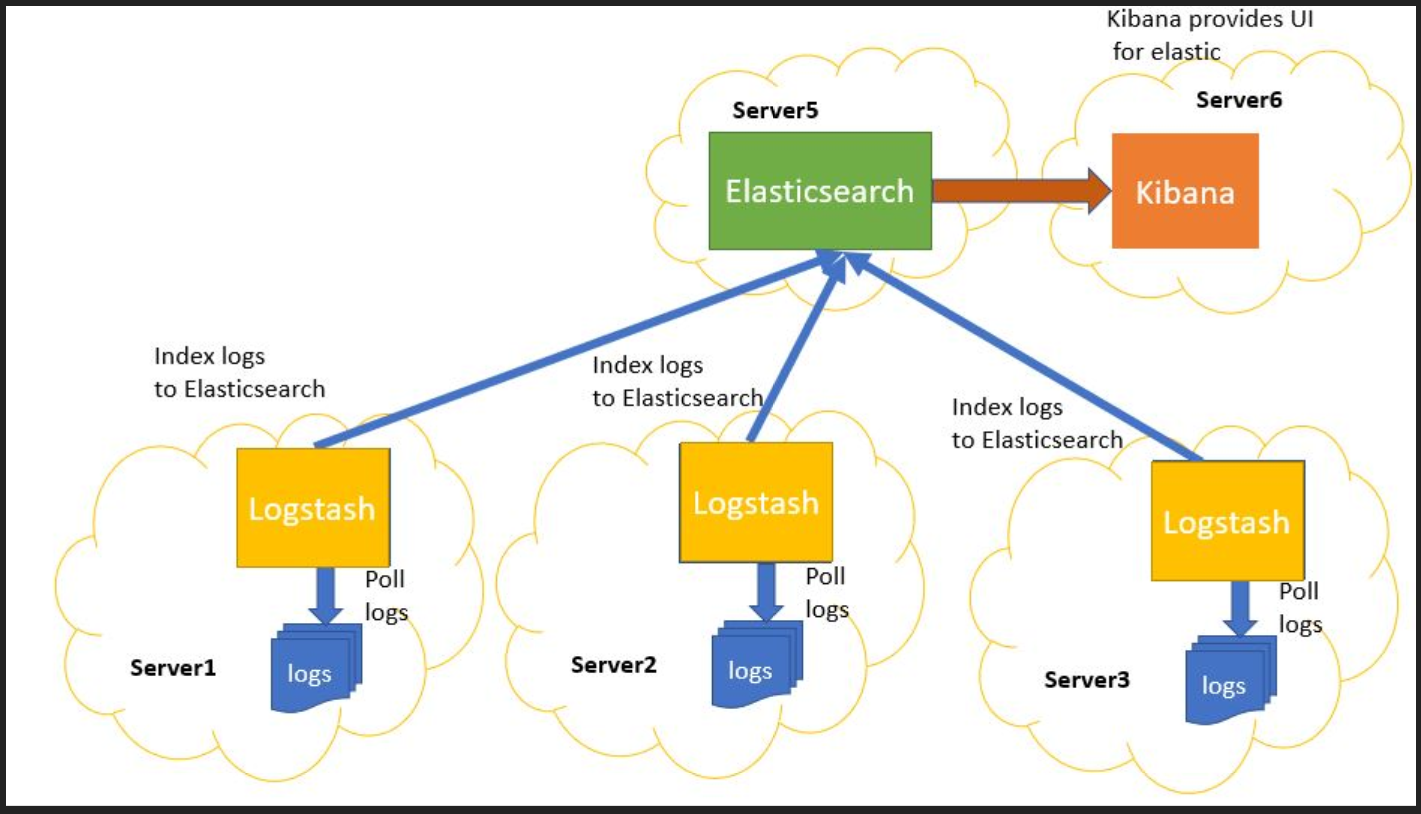 Kibana provides UI
for elastic
Server5
Server6
Elasticsearch
Kibana
Index logs
to Elasticsearch
Index logs
to Elasticsearch
Index logs
to Elasticsearch
Logstash
Logstash
Logstash
Poll
logs
Poll
logs
Poll
logs
Server1
logs
Server2
logs
Server3
logs